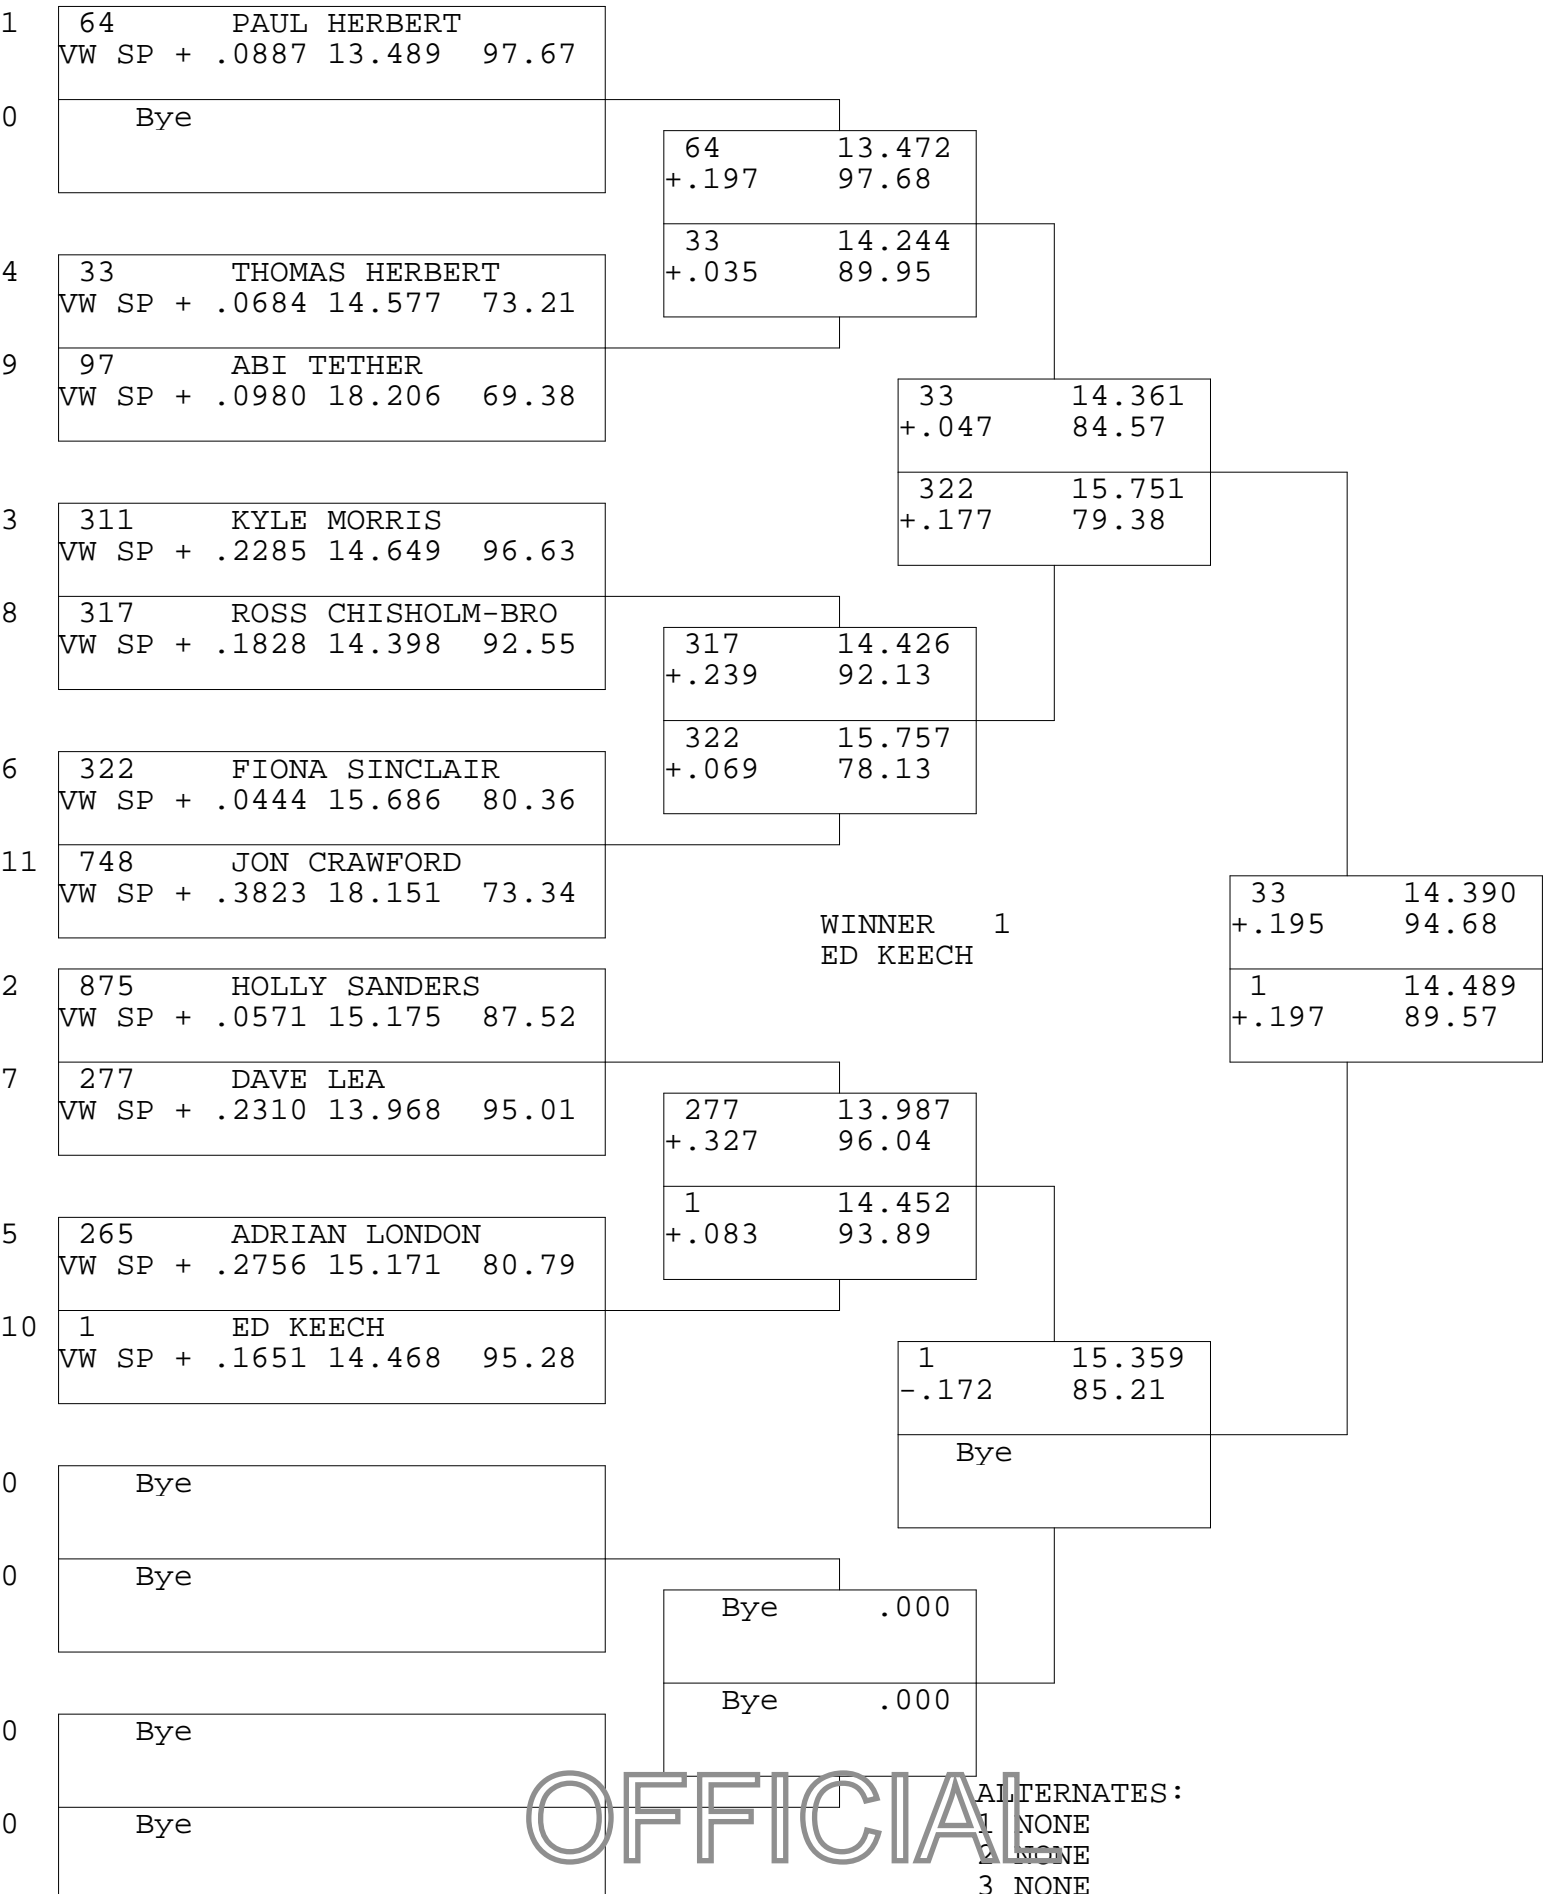 1 64 PAUL HERBERT
VW SP + .0887 13.489 97.67
0 Bye
64 13.472
+.197 97.68
33 14.244
+.035 89.95
4 33 THOMAS HERBERT
VW SP + .0684 14.577 73.21
9 97 ABI TETHER
VW SP + .0980 18.206 69.38
33 14.361
+.047 84.57
322 15.751
+.177 79.38
3 311 KYLE MORRIS
VW SP + .2285 14.649 96.63
8 317 ROSS CHISHOLM-BRO
VW SP + .1828 14.398 92.55
317 14.426
+.239 92.13
322 15.757
+.069 78.13
6 322 FIONA SINCLAIR
VW SP + .0444 15.686 80.36
11 748 JON CRAWFORD
VW SP + .3823 18.151 73.34
33 14.390
+.195 94.68
1 14.489
+.197 89.57
WINNER 1
ED KEECH
2 875 HOLLY SANDERS
VW SP + .0571 15.175 87.52
7 277 DAVE LEA
VW SP + .2310 13.968 95.01
277 13.987
+.327 96.04
1 14.452
+.083 93.89
5 265 ADRIAN LONDON
VW SP + .2756 15.171 80.79
10 1 ED KEECH
VW SP + .1651 14.468 95.28
1 15.359
-.172 85.21
Bye
0 Bye
0 Bye
Bye .000
Bye .000
0 Bye
0 Bye
OFFICIAL
ALTERNATES:
1 NONE
2 NONE
3 NONE